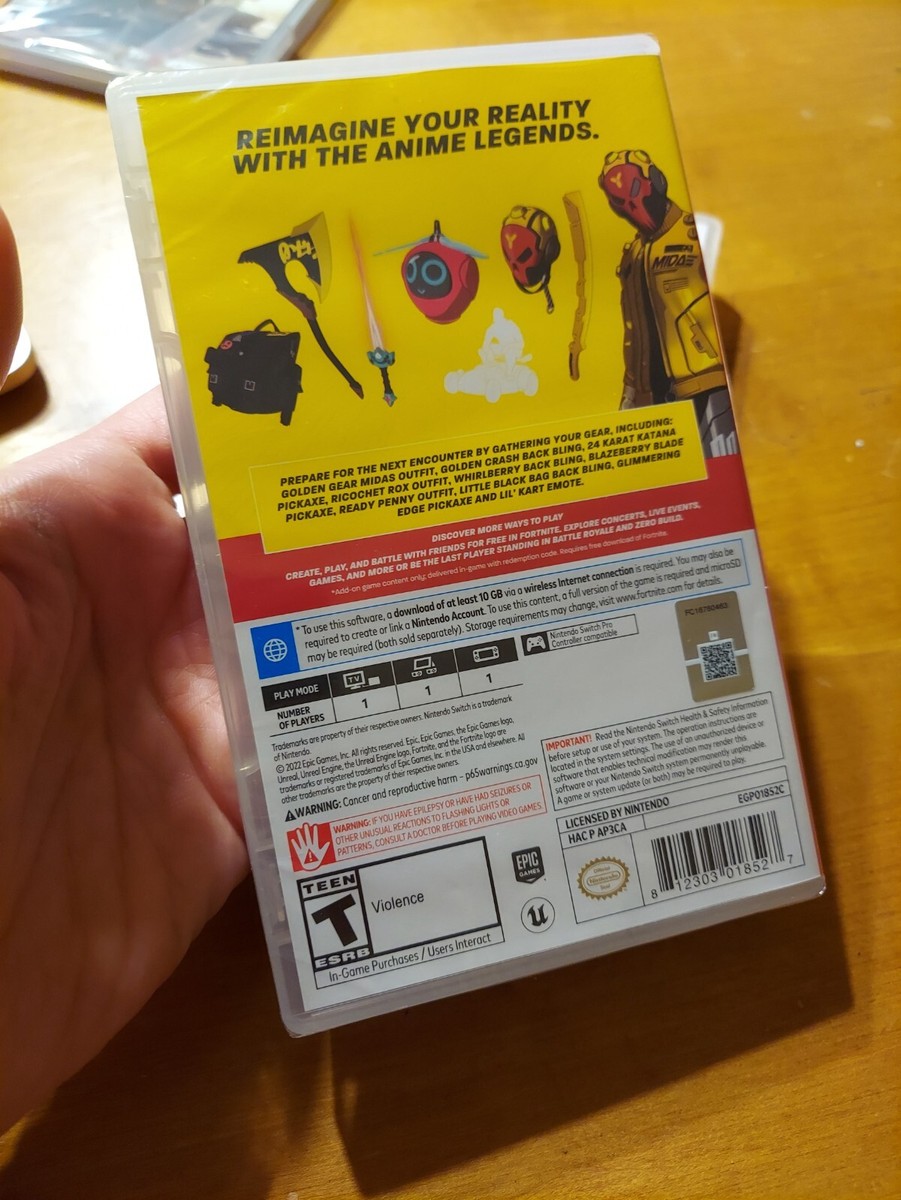 REIMAGINE YOUR REALITY
WITH THE ANIME LEGENDS.
MIDAS
PREPARE FOR THE NEXT ENCOUNTER BY GATHERING YOUR GEAR, INCLUDING:
GOLDEN GEAR MIDAS OUTFIT, GOLDEN CRASH BACK BLING, 24 KARAT KATANA
PICKAXE, RICOCHET ROX OUTFIT, WHIRLBERRY BACK BLING, BLAZEBERRY BLADE
PICKAXE, READY PENNY OUTFIT, LITTLE BLACK BAG BACK BLING, GLIMMERING
EDGE PICKAXE AND LIL' KART EMOTE.
DISCOVER MORE WAYS TO PLAY
CREATE, PLAY, AND BATTLE WITH FRIENDS FOR FREE IN FORTNITE. EXPLORE CONCERTS, LIVE EVENTS,
GAMES, AND MORE OR BE THE LAST PLAYER STANDING IN BATTLE ROYALE AND ZERO BUILD.
*Add-on game content only; delivered in-game with redemption code. Requires free download of Fortnite.
* To use this software, a download of at least 10 GB via a wireless Internet connection is required. You may also be
required to create or link a Nintendo Account. To use this content, a full version of the game is required and microSD
may be required (both sold separately). Storage requirements may change, visit www.fortnite.com for details.
PLAY MODE
TV
NUMBER
OF PLAYERS
1
1
1
Nintendo Switch Pro
Controller compatible
Trademarks are property of their respective owners. Nintendo Switch is a trademark
of Nintendo.
© 2022 Epic Games, Inc. All rights reserved. Epic, Epic Games, the Epic Games logo,
Unreal, Unreal Engine, the Unreal Engine logo, Fortnite, and the Fortnite logo are
trademarks or registered trademarks of Epic Games, Inc. in the USA and elsewhere. All
other trademarks are the property of their respective owners.
WARNING: Cancer and reproductive harm - p65warnings.ca.gov
WARNING: IF YOU HAVE EPILEPSY OR HAVE HAD SEIZURES OR
OTHER UNUSUAL REACTIONS TO FLASHING LIGHTS OR
PATTERNS, CONSULT A DOCTOR BEFORE PLAYING VIDEO GAMES.
IMPORTANT! Read the Nintendo Switch Health & Safety Information
before setup or use of your system. The operation instructions are
located in the system settings. The use of an unauthorized device or
software that enables technical modification may render this
system or your Nintendo Switch system permanently unplayable.
A game or system update (or both) may be required to play.
LICENSED BY NINTENDO
HAC P AP3CA
EGP01852C
Official
Nintendo
Seal
8 12303 01852 7
EPIC
GAMES
TEEN
T
ESRB
Violence
In-Game Purchases / Users Interact